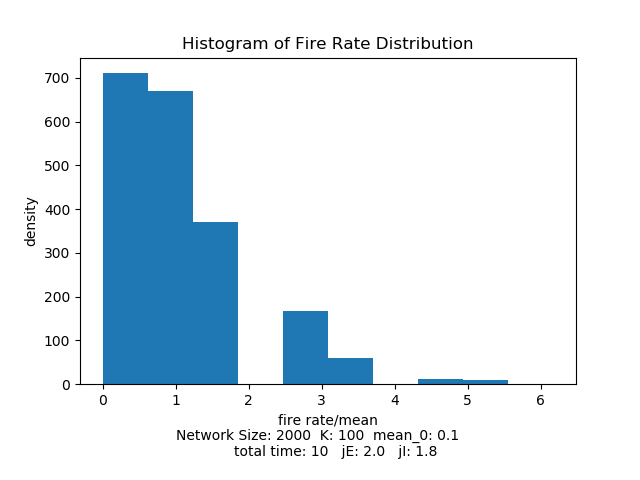 Histogram of Fire Rate Distribution
700
600
500
400
300
200
100
0
density
0 1 2 3 4 5 6
fire rate/mean
Network Size: 2000  K: 100  mean_0: 0.1
total time: 10   jE: 2.0   jI: 1.8